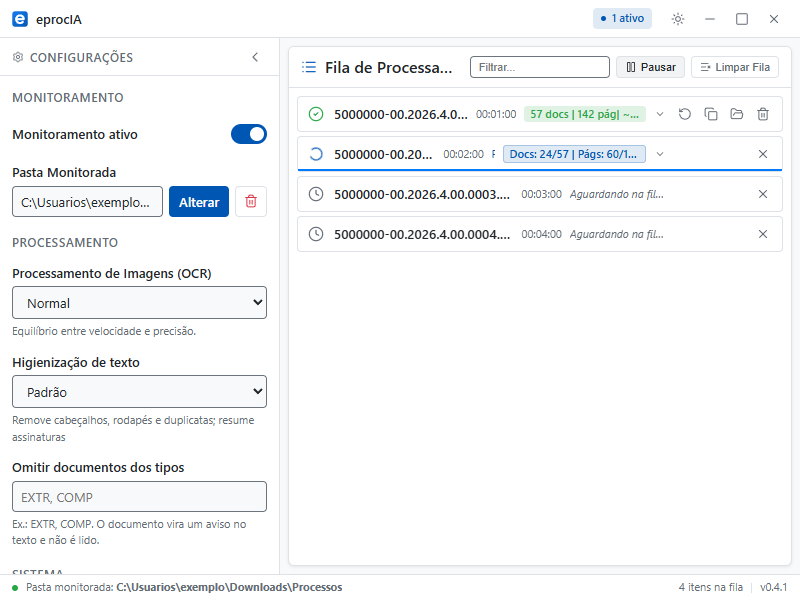 eprocIA
1 ativo
CONFIGURAÇÕES
MONITORAMENTO
Monitoramento ativo
Pasta Monitorada
C:\Usuarios\exemplo...
Alterar
PROCESSAMENTO
Processamento de Imagens (OCR)
Normal
Equilíbrio entre velocidade e precisão.
Higienização de texto
Padrão
Remove cabeçalhos, rodapés e duplicatas; resume
assinaturas
Omitir documentos dos tipos
EXTR, COMP
Ex.: EXTR, COMP. O documento vira um aviso no
texto e não é lido.
SISTEMA
Fila de Processa...
Filtrar...
Pausar
Limpar Fila
5000000-00.2026.4.0... 00:01:00 57 docs | 142 pág| ~...
5000000-00.20... 00:02:00 Docs: 24/57 | Págs: 60/1...
5000000-00.2026.4.00.0003.... 00:03:00 Aguardando na fil...
5000000-00.2026.4.00.0004.... 00:04:00 Aguardando na fil...
Pasta monitorada: C:\Usuarios\exemplo\Downloads\Processos
4 itens na fila
v0.4.1